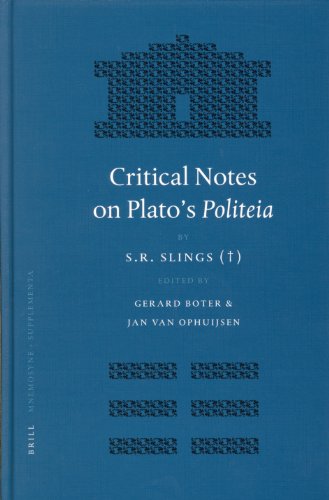 Critical Notes
on Plato's Politeia
BY
S.R. SLINGS (†)
EDITED BY
GERARD BOTER &
JAN VAN OPHUIJSEN
BRILL MNEMOSYNE • SUPPLEMENTA